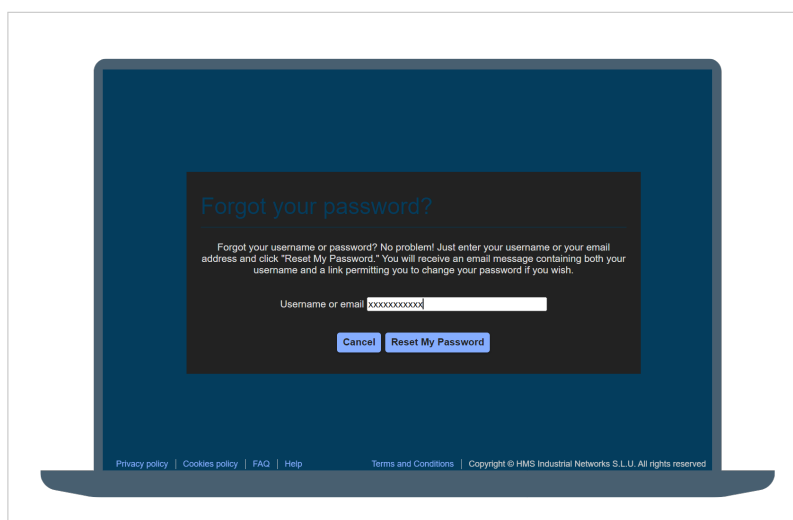 Forgot your password?
Forgot your username or password? No problem! Just enter your username or your email
address and click "Reset My Password." You will receive an email message containing both your
username and a link permitting you to change your password if you wish.
Username or email xxxxxxxxxxx
Cancel Reset My Password
Privacy policy | Cookies policy | FAQ | Help Terms and Conditions | Copyright © HMS Industrial Networks S.L.U. All rights reserved